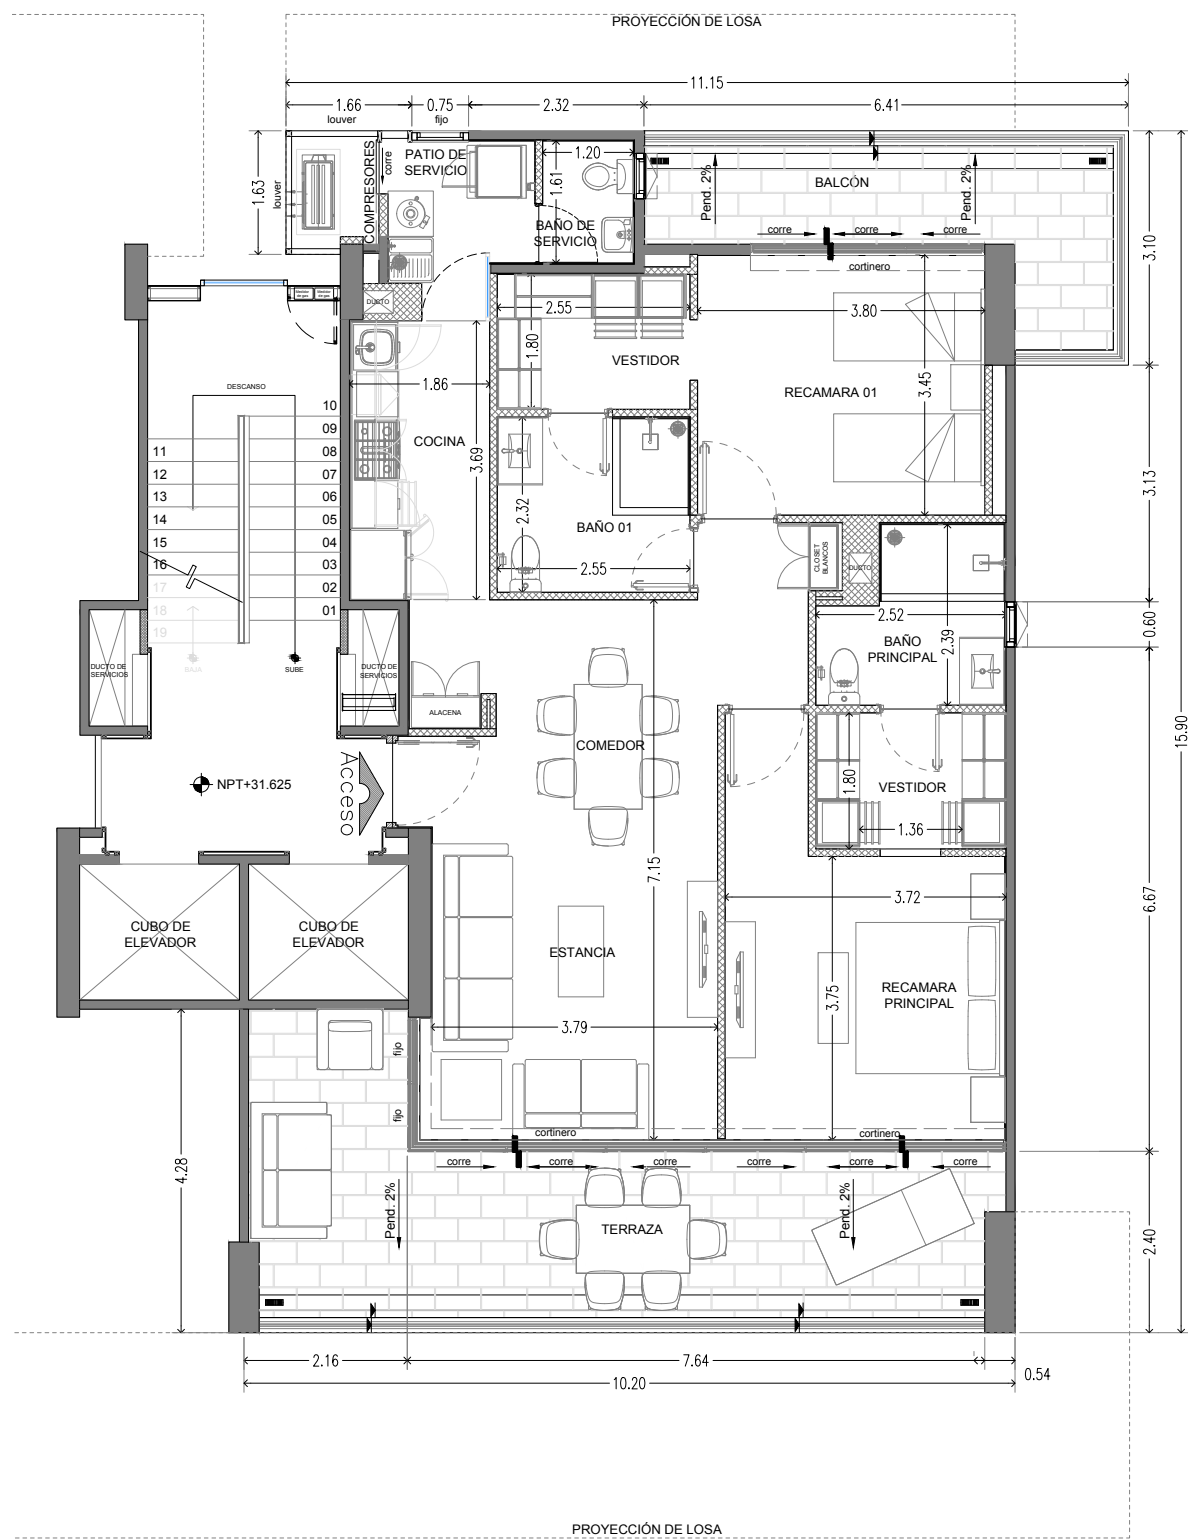 PROYECCIÓN DE LOSA
11.15
1.66
0.75
2.32
6.41
louver
fijo
1.63
louver
COMPRESORES
corre
PATIO DE
SERVICIO
1.20
1.61
BAÑO DE
SERVICIO
BALCÓN
Pend. 2%
Pend. 2%
corre
corre
corre
cortinero
3.10
Medidor
de gas
Medidor
de gas
DUCTO
2.55
1.80
VESTIDOR
3.80
3.45
RECAMARA 01
DESCANSO
1.86
COCINA
3.69
10
09
08
07
06
05
04
03
02
01
11
12
13
14
15
16
17
18
19
BAJA
SUBE
2.32
BAÑO 01
2.55
3.13
CLOSET
BLANCOS
DUCTO
2.52
2.39
BAÑO
PRINCIPAL
0.60
DUCTO DE
SERVICIOS
DUCTO DE
SERVICIOS
ALACENA
COMEDOR
15.90
NPT+31.625
Acceso
1.80
VESTIDOR
1.36
7.15
3.72
6.67
CUBO DE
ELEVADOR
CUBO DE
ELEVADOR
ESTANCIA
RECAMARA
PRINCIPAL
3.75
3.79
fijo
fijo
cortinero
cortinero
corre
corre
corre
corre
corre
corre
4.28
Pend. 2%
TERRAZA
Pend. 2%
2.40
2.16
7.64
0.54
10.20
PROYECCIÓN DE LOSA